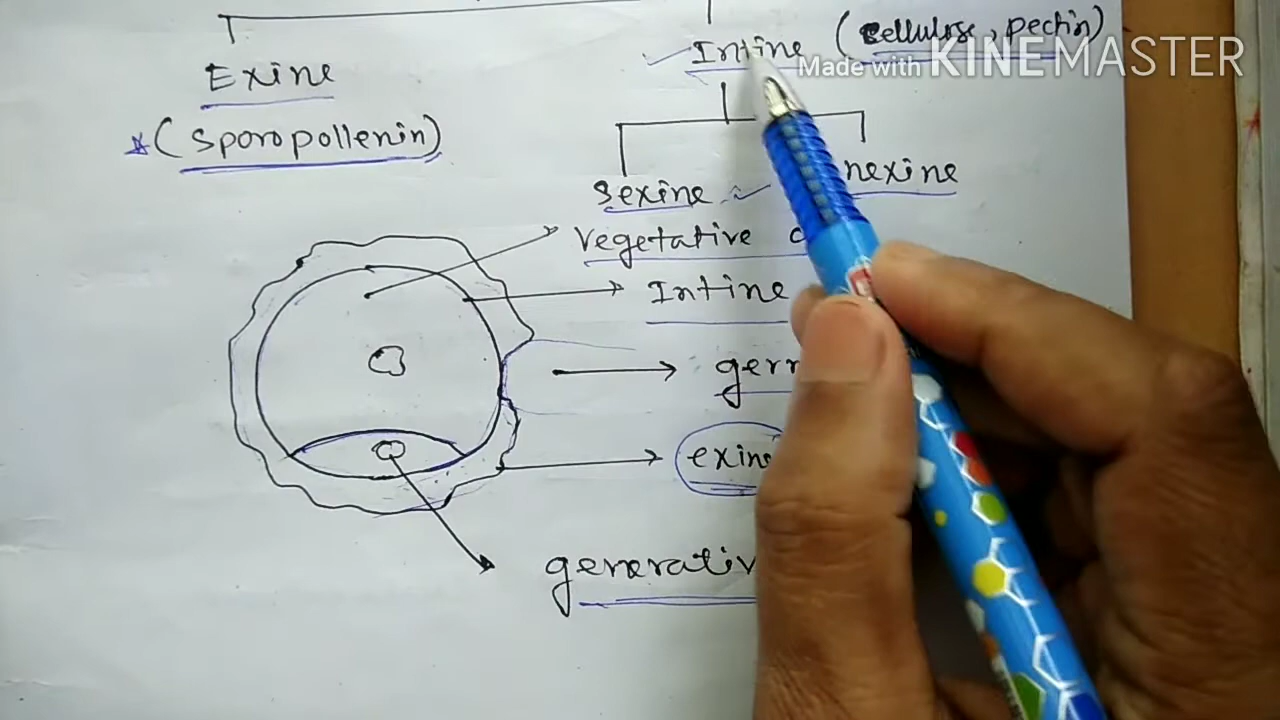 Intine (cellulose, pectin)
Made with KINEMASTER
Exine
(sporopollenin)
sexine nexine
vegetative
Intine
exine